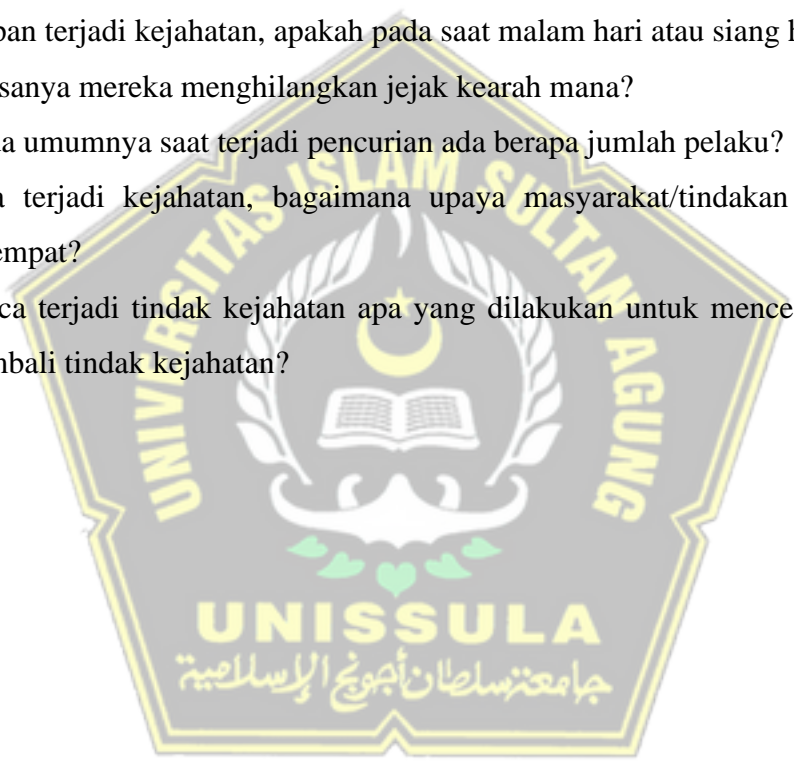 pan terjadi kejahatan, apakah pada saat malam hari atau siang h
sanya mereka menghilangkan jejak kearah mana?
a umumnya saat terjadi pencurian ada berapa jumlah pelaku?
a terjadi kejahatan, bagaimana upaya masyarakat/tindakan
empat?
ca terjadi tindak kejahatan apa yang dilakukan untuk mence
bali tindak kejahatan?
UNIVERSITAS ISLAM SULTAN AGUNG
UNISSULA
جامعة سلطان أجونج الإسلامية